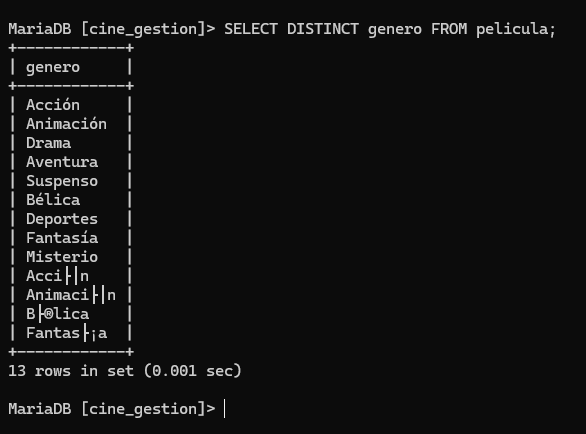 MariaDB [cine_gestion]> SELECT DISTINCT genero FROM pelicula;
+------------+
| genero     |
+------------+
| Acción     |
| Animación  |
| Drama      |
| Aventura   |
| Suspenso   |
| Bélica     |
| Deportes   |
| Fantasía   |
| Misterio   |
| Acci├│n    |
| Animaci├│n |
| B├®lica    |
| Fantas├¡a  |
+------------+
13 rows in set (0.001 sec)
MariaDB [cine_gestion]>